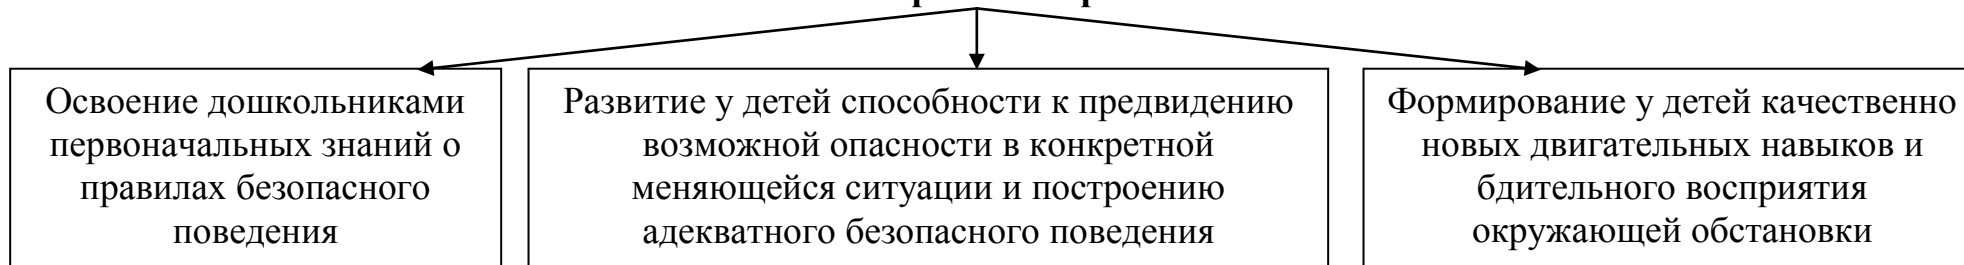 Освоение дошкольниками
первоначальных знаний о
правилах безопасного
поведения
Развитие у детей способности к предвидению
возможной опасности в конкретной
меняющейся ситуации и построению
адекватного безопасного поведения
Формирование у детей качественно
новых двигательных навыков и
бдительного восприятия
окружающей обстановки